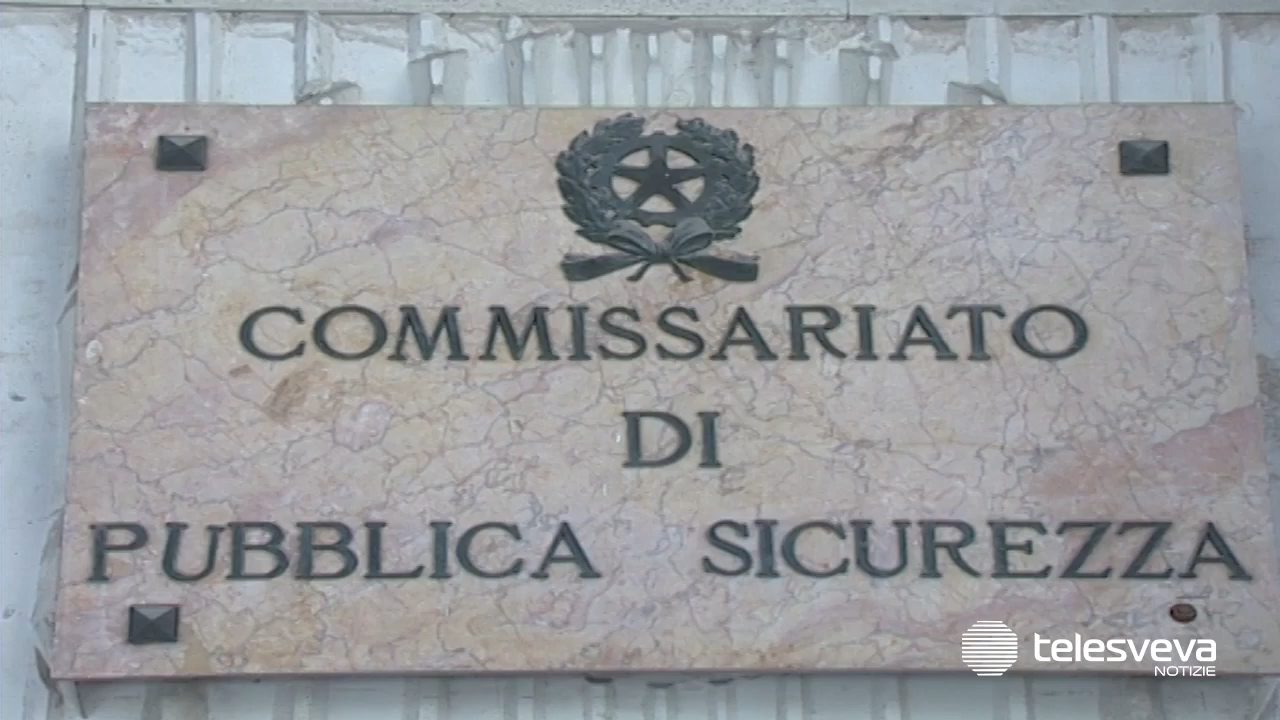 COMMISSARIATO
DI
PUBBLICA SICUREZZA
telesveva
NOTIZIE